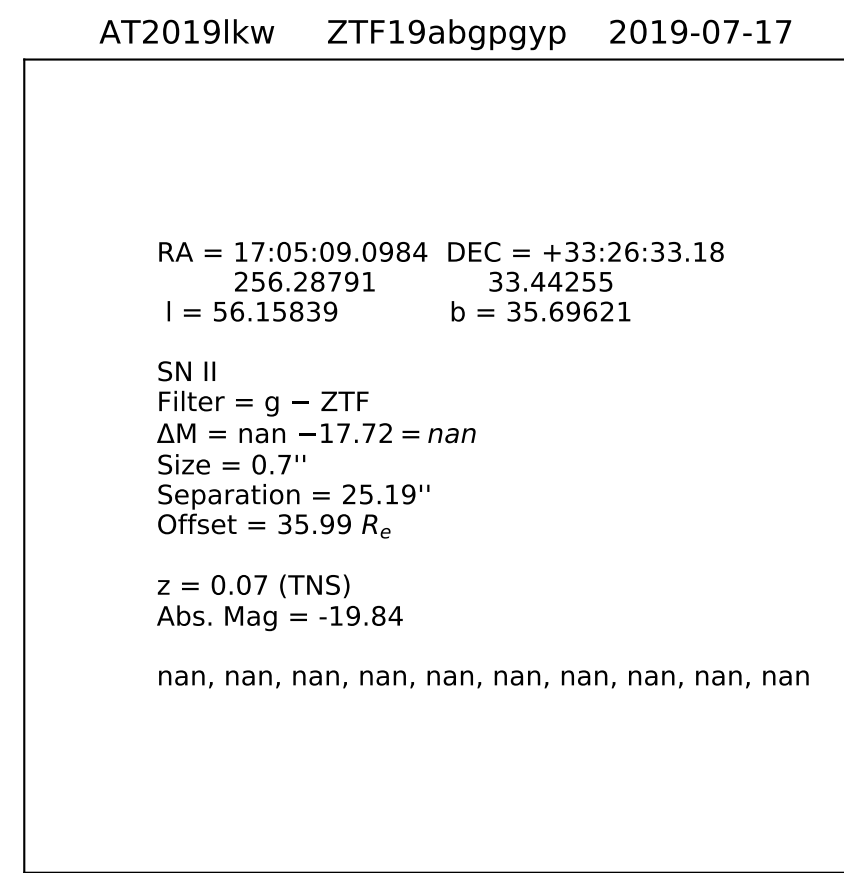 AT2019lkw ZTF19abgpgyp 2019-07-17
RA = 17:05:09.0984 DEC = +33:26:33.18
256.28791 33.44255
l = 56.15839 b = 35.69621
SN II
Filter = g − ZTF
ΔM = nan −17.72 = nan
Size = 0.7''
Separation = 25.19''
Offset = 35.99 Rₑ
z = 0.07 (TNS)
Abs. Mag = -19.84
nan, nan, nan, nan, nan, nan, nan, nan, nan, nan